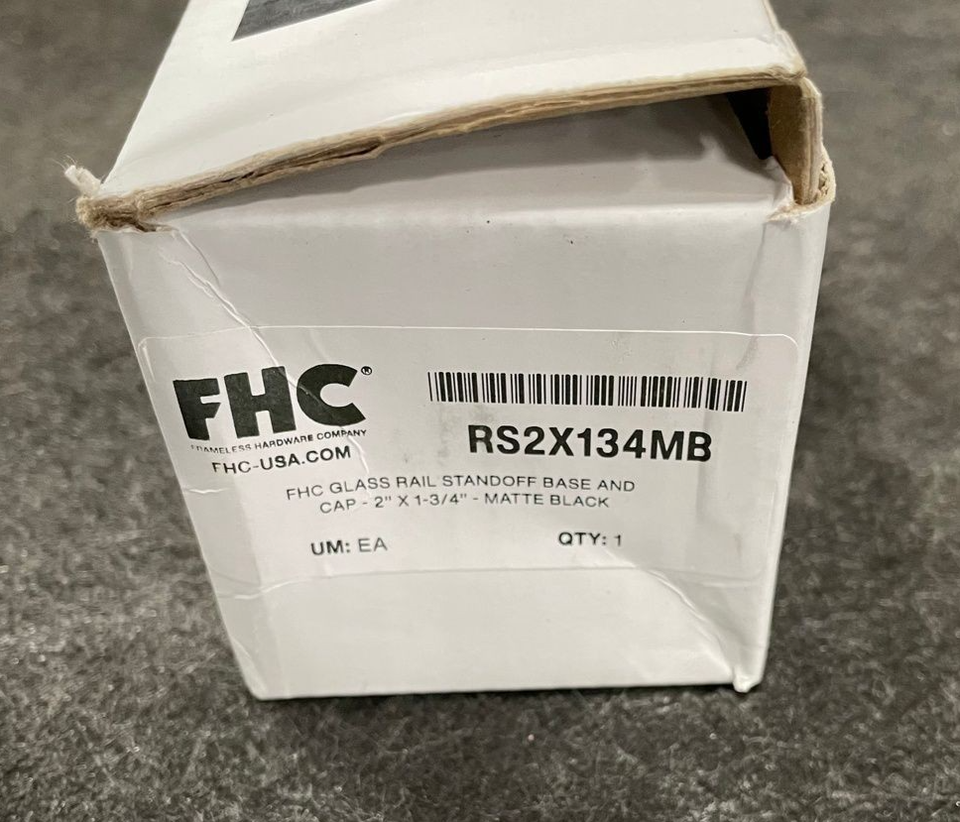 FHC®
FRAMELESS HARDWARE COMPANY
FHC-USA.COM
RS2X134MB
FHC GLASS RAIL STANDOFF BASE AND
CAP - 2" X 1-3/4" - MATTE BLACK
UM: EA QTY: 1